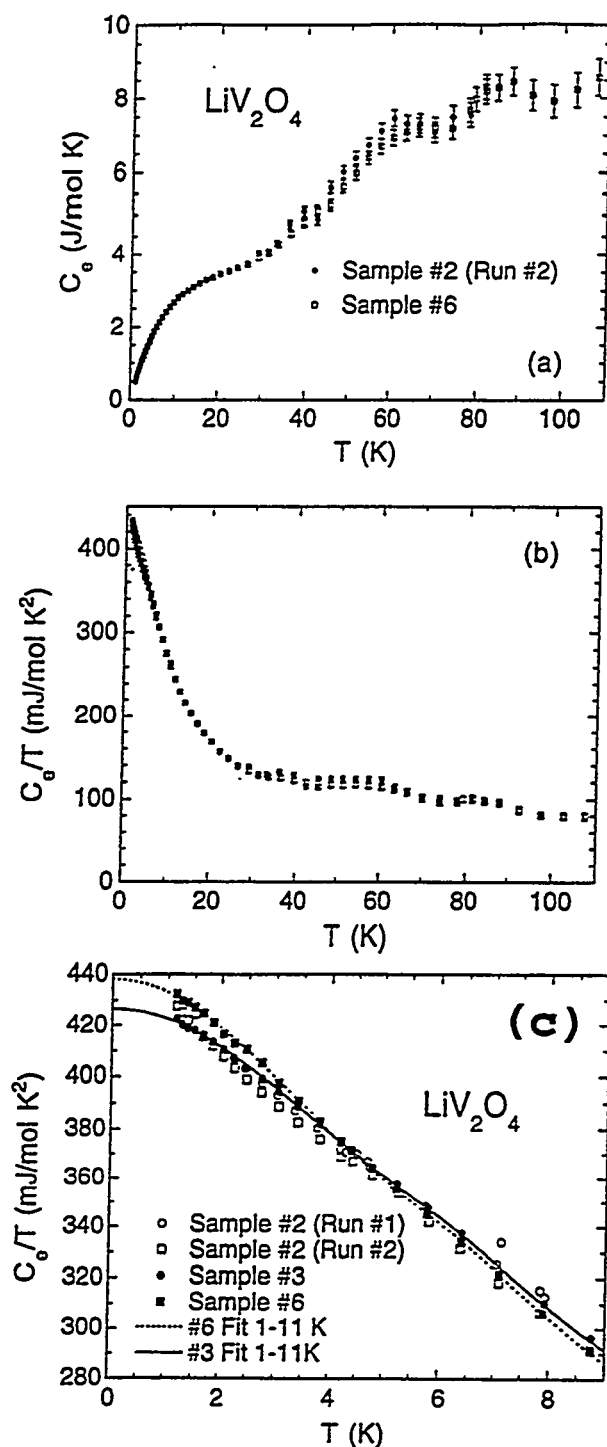 10
8
6
4
2
0
LiV₂O₄
Cₑ (J/mol K)
Sample #2 (Run #2)
Sample #6
(a)
0 20 40 60 80 100
T (K)
400
300
200
100
0
(b)
Cₑ/T (mJ/mol K²)
0 20 40 60 80 100
T (K)
440
420
400
380
360
340
320
300
280
(c)
LiV₂O₄
Cₑ/T (mJ/mol K²)
Sample #2 (Run #1)
Sample #2 (Run #2)
Sample #3
Sample #6
#6 Fit 1-11 K
#3 Fit 1-11K
0 2 4 6 8
T (K)